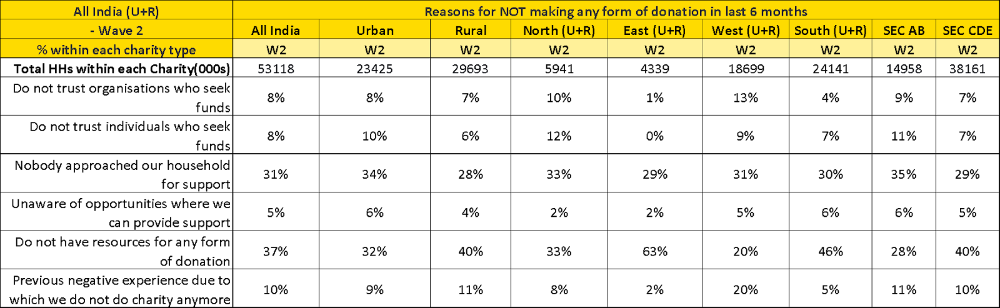 All India (U+R) Reasons for NOT making any form of donation in last 6 months
- Wave 2 All India Urban Rural North (U+R) East (U+R) West (U+R) South (U+R) SEC AB SEC CDE
% within each charity type W2 W2 W2 W2 W2 W2 W2 W2 W2
Total HHs within each Charity(000s) 53118 23425 29693 5941 4339 18699 24141 14958 38161
Do not trust organisations who seek
funds 8% 8% 7% 10% 1% 13% 4% 9% 7%
Do not trust individuals who seek
funds 8% 10% 6% 12% 0% 9% 7% 11% 7%
Nobody approached our household
for support 31% 34% 28% 33% 29% 31% 30% 35% 29%
Unaware of opportunities where we
can provide support 5% 6% 4% 2% 2% 5% 6% 6% 5%
Do not have resources for any form
of donation 37% 32% 40% 33% 63% 20% 46% 28% 40%
Previous negative experience due to
which we do not do charity anymore 10% 9% 11% 8% 2% 20% 5% 11% 10%